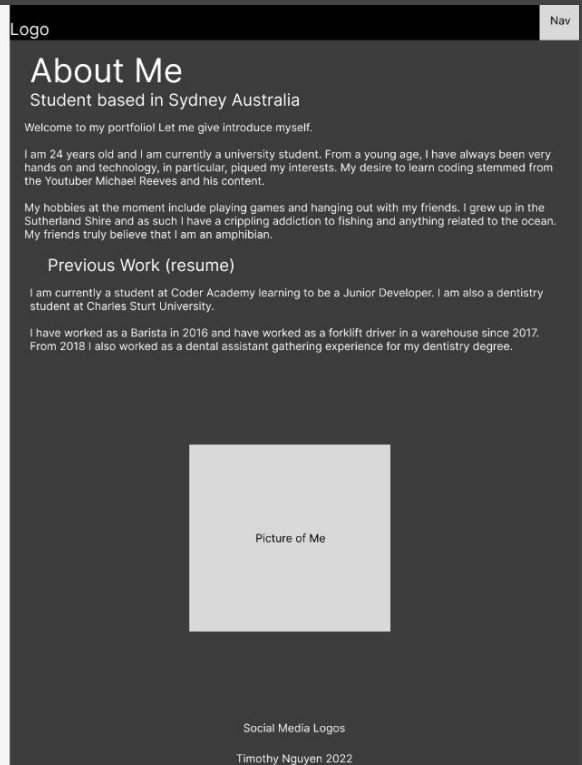 Logo
Nav
About Me
Student based in Sydney Australia
Welcome to my portfolio! Let me give introduce myself.
I am 24 years old and I am currently a university student. From a young age, I have always been very
hands on and technology, in particular, piqued my interests. My desire to learn coding stemmed from
the Youtuber Michael Reeves and his content.
My hobbies at the moment include playing games and hanging out with my friends. I grew up in the
Sutherland Shire and as such I have a crippling addiction to fishing and anything related to the ocean.
My friends truly believe that I am an amphibian.
Previous Work (resume)
I am currently a student at Coder Academy learning to be a Junior Developer. I am also a dentistry
student at Charles Sturt University.
I have worked as a Barista in 2016 and have worked as a forklift driver in a warehouse since 2017.
From 2018 I also worked as a dental assistant gathering experience for my dentistry degree.
Picture of Me
Social Media Logos
Timothy Nguyen 2022